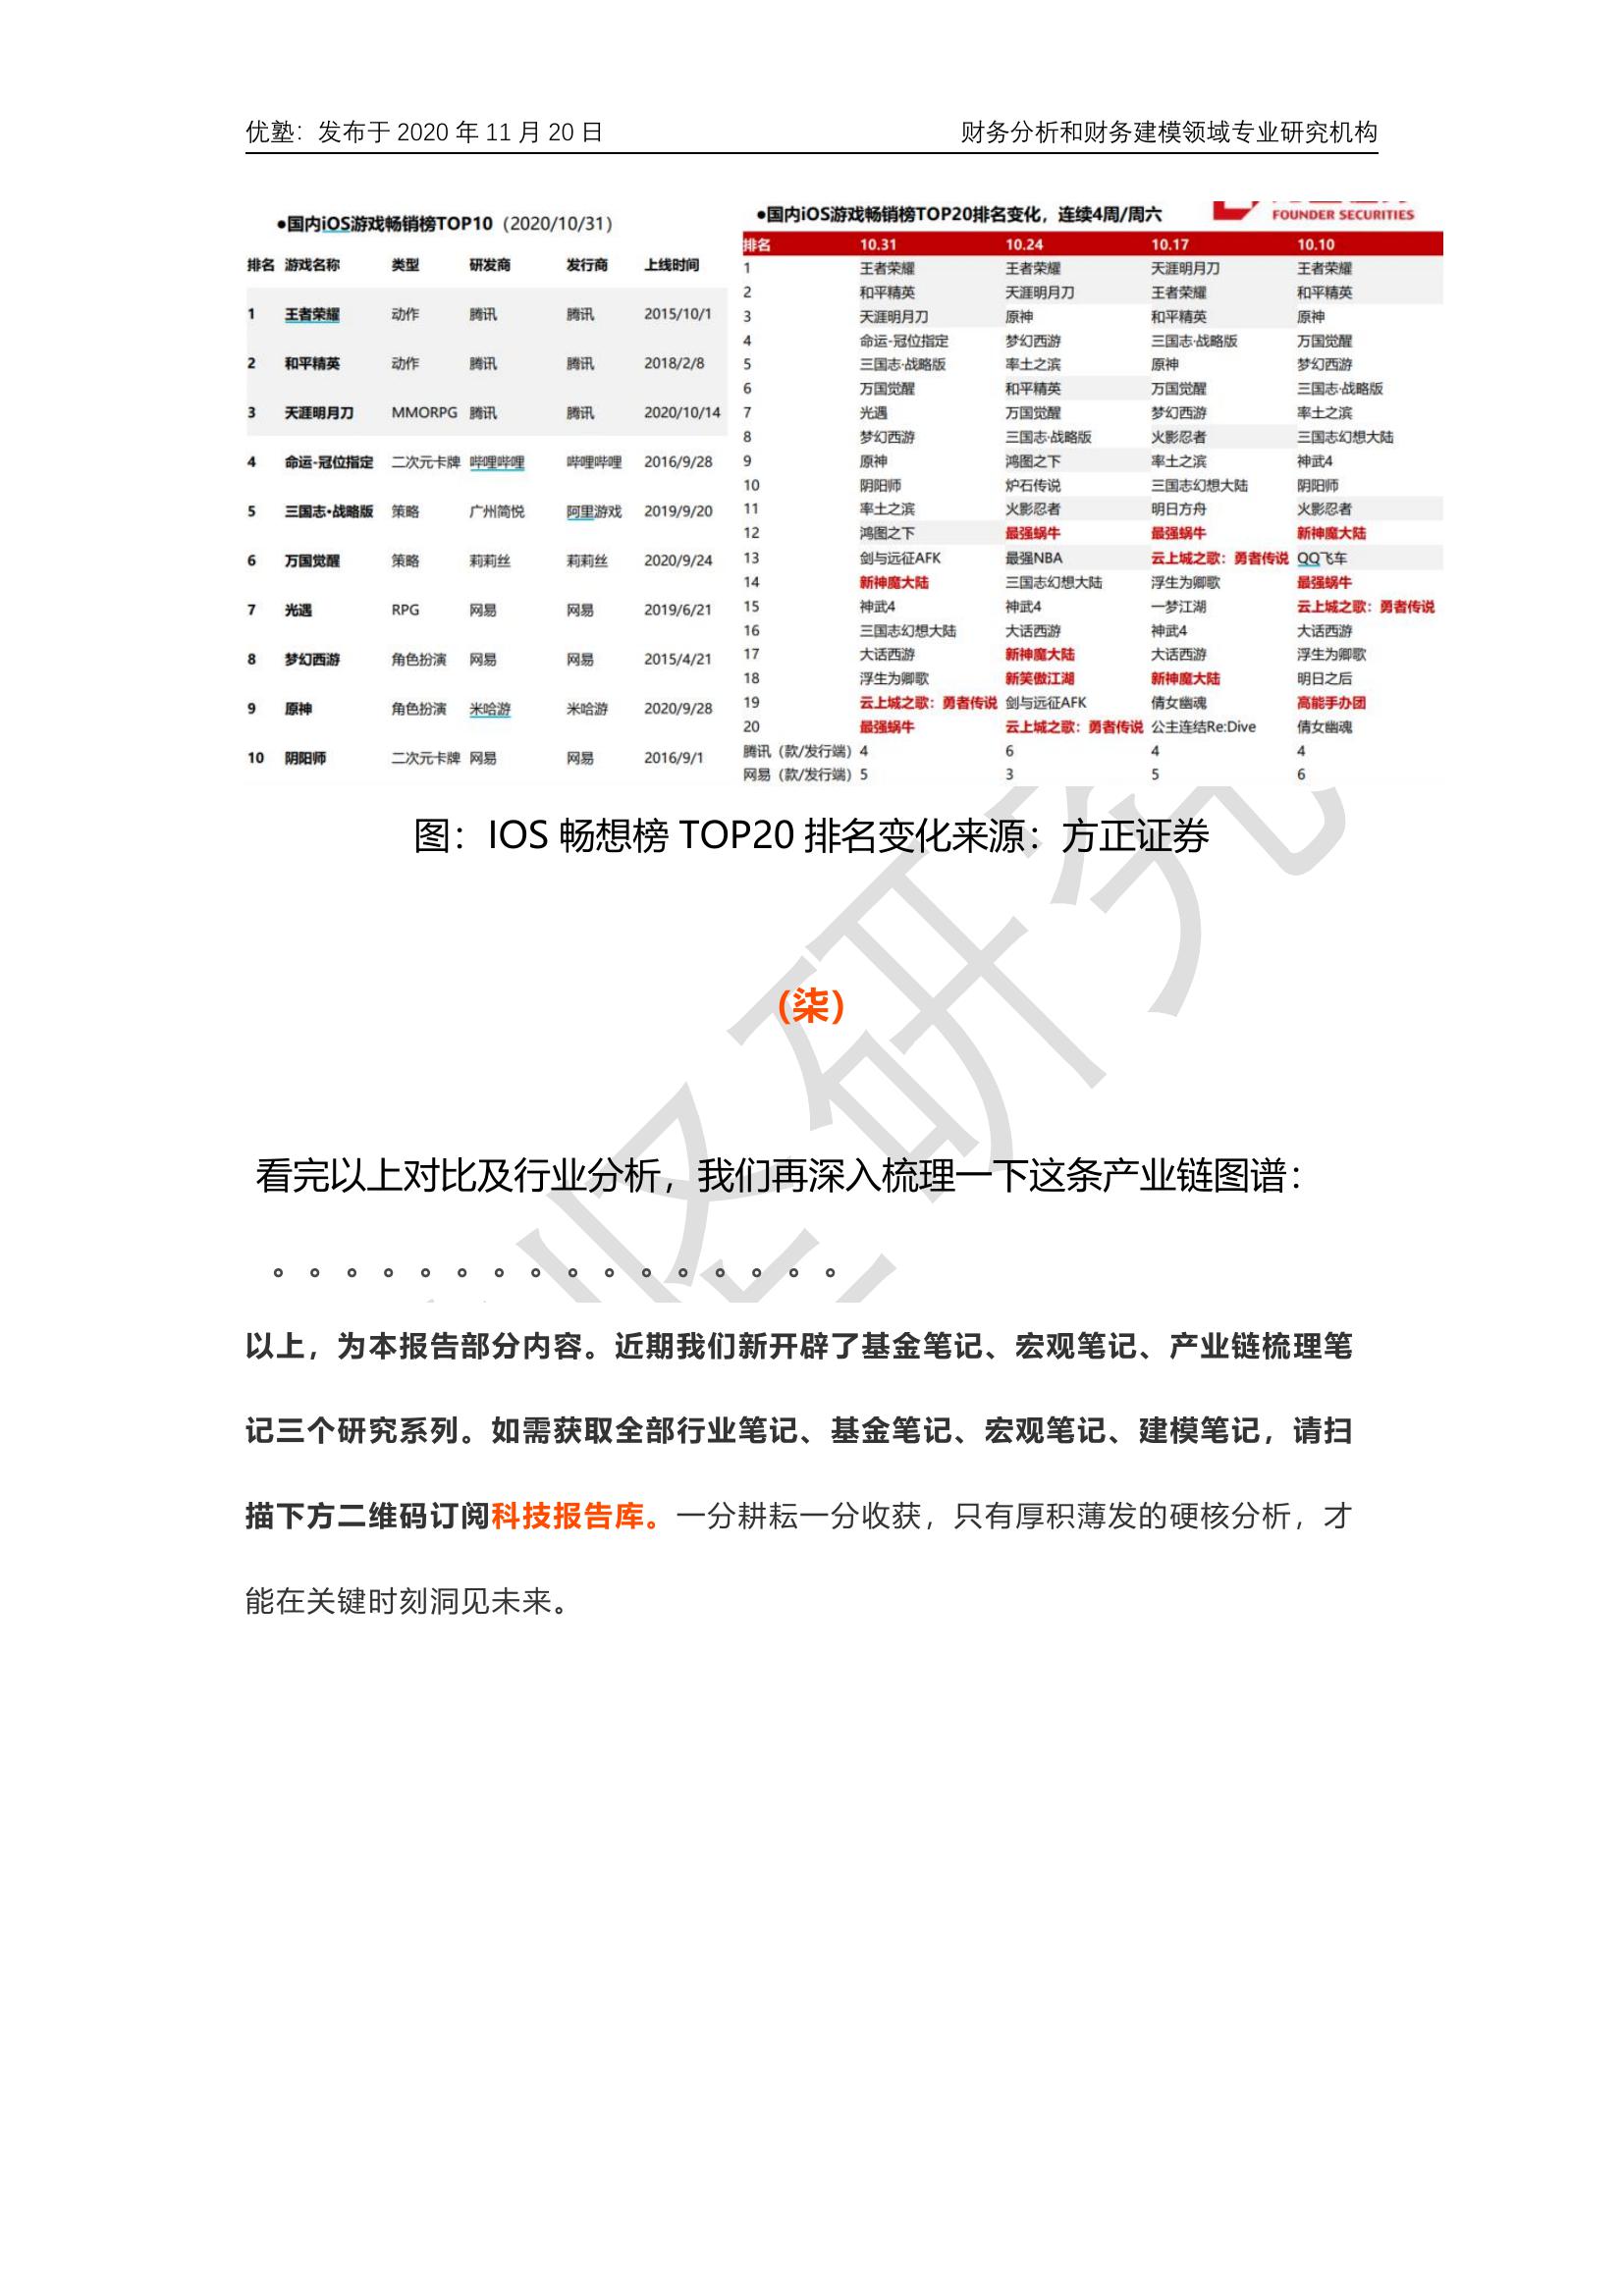 优塾：发布于 2020 年 11 月 20 日 财务分析和财务建模领域专业研究机构
●国内iOS游戏畅销榜TOP10（2020/10/31）
排名 游戏名称 类型 研发商 发行商 上线时间
1 王者荣耀 动作 腾讯 腾讯 2015/10/1
2 和平精英 动作 腾讯 腾讯 2018/2/8
3 天涯明月刀 MMORPG 腾讯 腾讯 2020/10/14
4 命运-冠位指定 二次元卡牌 哔哩哔哩 哔哩哔哩 2016/9/28
5 三国志·战略版 策略 广州简悦 阿里游戏 2019/9/20
6 万国觉醒 策略 莉莉丝 莉莉丝 2020/9/24
7 光遇 RPG 网易 网易 2019/6/21
8 梦幻西游 角色扮演 网易 网易 2015/4/21
9 原神 角色扮演 米哈游 米哈游 2020/9/28
10 阴阳师 二次元卡牌 网易 网易 2016/9/1
●国内iOS游戏畅销榜TOP20排名变化，连续4周/周六
FOUNDER SECURITIES
排名 10.31 10.24 10.17 10.10
1 王者荣耀 王者荣耀 天涯明月刀 王者荣耀
2 和平精英 天涯明月刀 王者荣耀 和平精英
3 天涯明月刀 原神 和平精英 原神
4 命运-冠位指定 梦幻西游 三国志·战略版 万国觉醒
5 三国志·战略版 率土之滨 原神 梦幻西游
6 万国觉醒 和平精英 万国觉醒 三国志·战略版
7 光遇 万国觉醒 梦幻西游 率土之滨
8 梦幻西游 三国志·战略版 火影忍者 三国志幻想大陆
9 原神 鸿图之下 率土之滨 神武4
10 阴阳师 炉石传说 三国志幻想大陆 阴阳师
11 率土之滨 火影忍者 明日方舟 火影忍者
12 鸿图之下 最强蜗牛 最强蜗牛 新神魔大陆
13 剑与远征AFK 最强NBA 云上城之歌：勇者传说 QQ飞车
14 新神魔大陆 三国志幻想大陆 浮生为卿歌 最强蜗牛
15 神武4 神武4 一梦江湖 云上城之歌：勇者传说
16 三国志幻想大陆 大话西游 神武4 大话西游
17 大话西游 新神魔大陆 大话西游 浮生为卿歌
18 浮生为卿歌 新笑傲江湖 新神魔大陆 明日之后
19 云上城之歌：勇者传说 剑与远征AFK 倩女幽魂 高能手办团
20 最强蜗牛 云上城之歌：勇者传说 公主连结Re:Dive 倩女幽魂
腾讯（款/发行端） 4 6 4 4
网易（款/发行端） 5 3 5 6
图：IOS 畅想榜 TOP20 排名变化来源：方正证券
(柒)
看完以上对比及行业分析，我们再深入梳理一下这条产业链图谱：
。。。。。。。。。。。。。。。。
以上，为本报告部分内容。近期我们新开辟了基金笔记、宏观笔记、产业链梳理笔
记三个研究系列。如需获取全部行业笔记、基金笔记、宏观笔记、建模笔记，请扫
描下方二维码订阅科技报告库。一分耕耘一分收获，只有厚积薄发的硬核分析，才
能在关键时刻洞见未来。